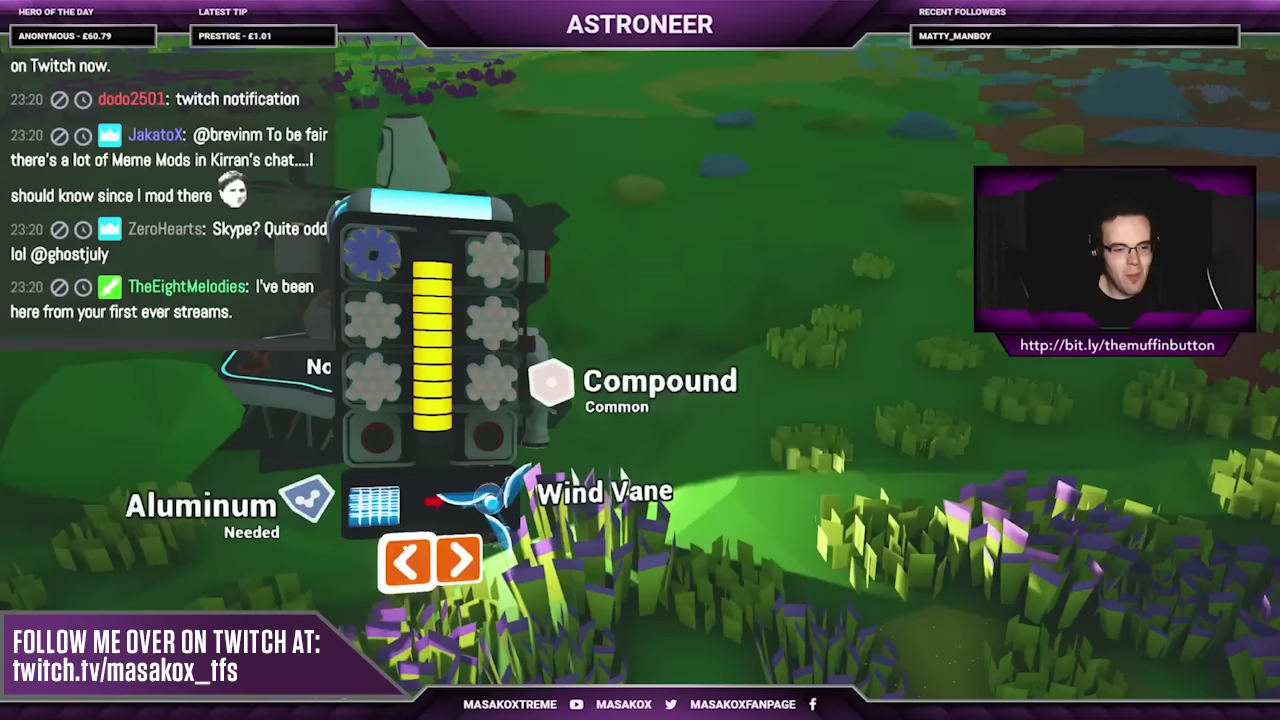 HERO OF THE DAY
ANONYMOUS - £60.79
LATEST TIP
PRESTIGE - £1.01
ASTRONEER
RECENT FOLLOWERS
MATTY_MANBOY
on Twitch now.
23:20 dodo2501: twitch notification
23:20 JakatoX: @brevinm To be fair
there's a lot of Meme Mods in Kirran's chat....I
should know since I mod there
23:20 ZeroHearts: Skype? Quite odd
lol @ghostjuly
23:20 TheEightMelodies: I've been
here from your first ever streams.
http://bit.ly/themuffinbutton
No
Compound
Common
Aluminum
Needed
Wind Vane
FOLLOW ME OVER ON TWITCH AT:
twitch.tv/masakox_tfs
MASAKOXTREME
MASAKOX
MASAKOXFANPAGE